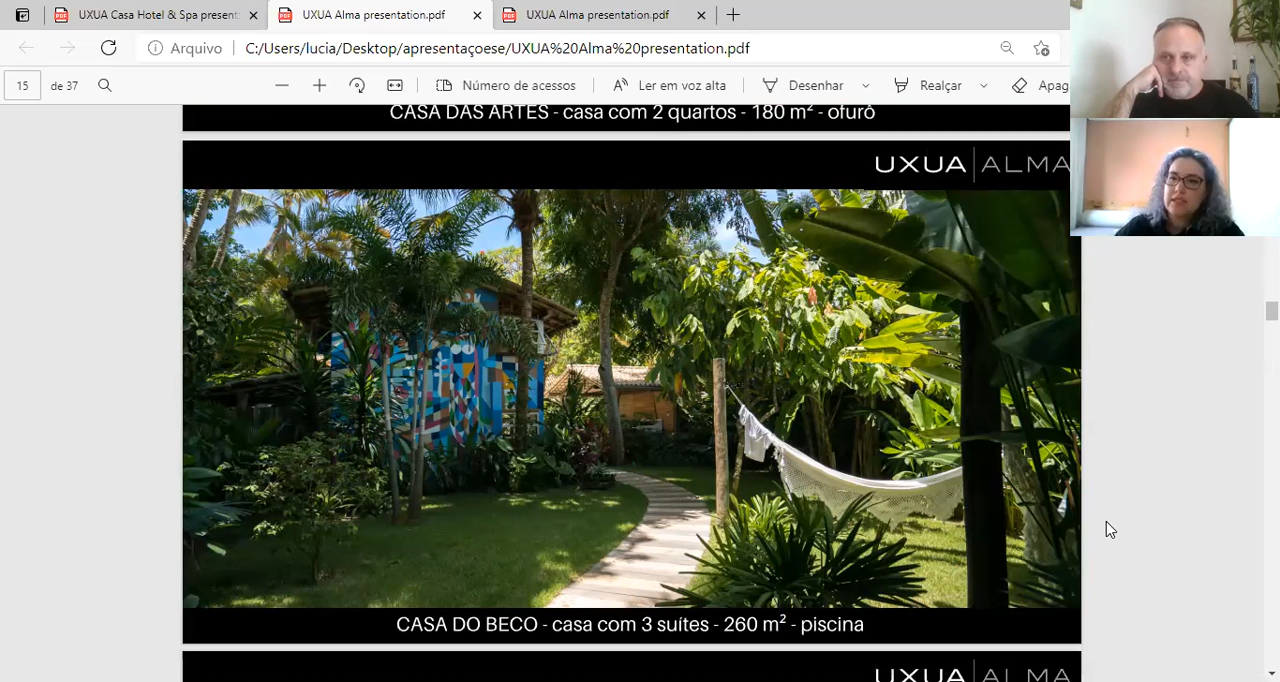 UXUA Casa Hotel & Spa present
UXUA Alma presentation.pdf
UXUA Alma presentation.pdf
Arquivo
C:/Users/lucia/Desktop/apresentaçoese/UXUA%20Alma%20presentation.pdf
15 de 37
Número de acessos
Ler em voz alta
Desenhar
Realçar
Apag
CASA DAS ARTES - casa com 2 quartos - 180 m² - ofurô
UXUA | ALMA
CASA DO BECO - casa com 3 suítes - 260 m² - piscina
UXUA | ALMA